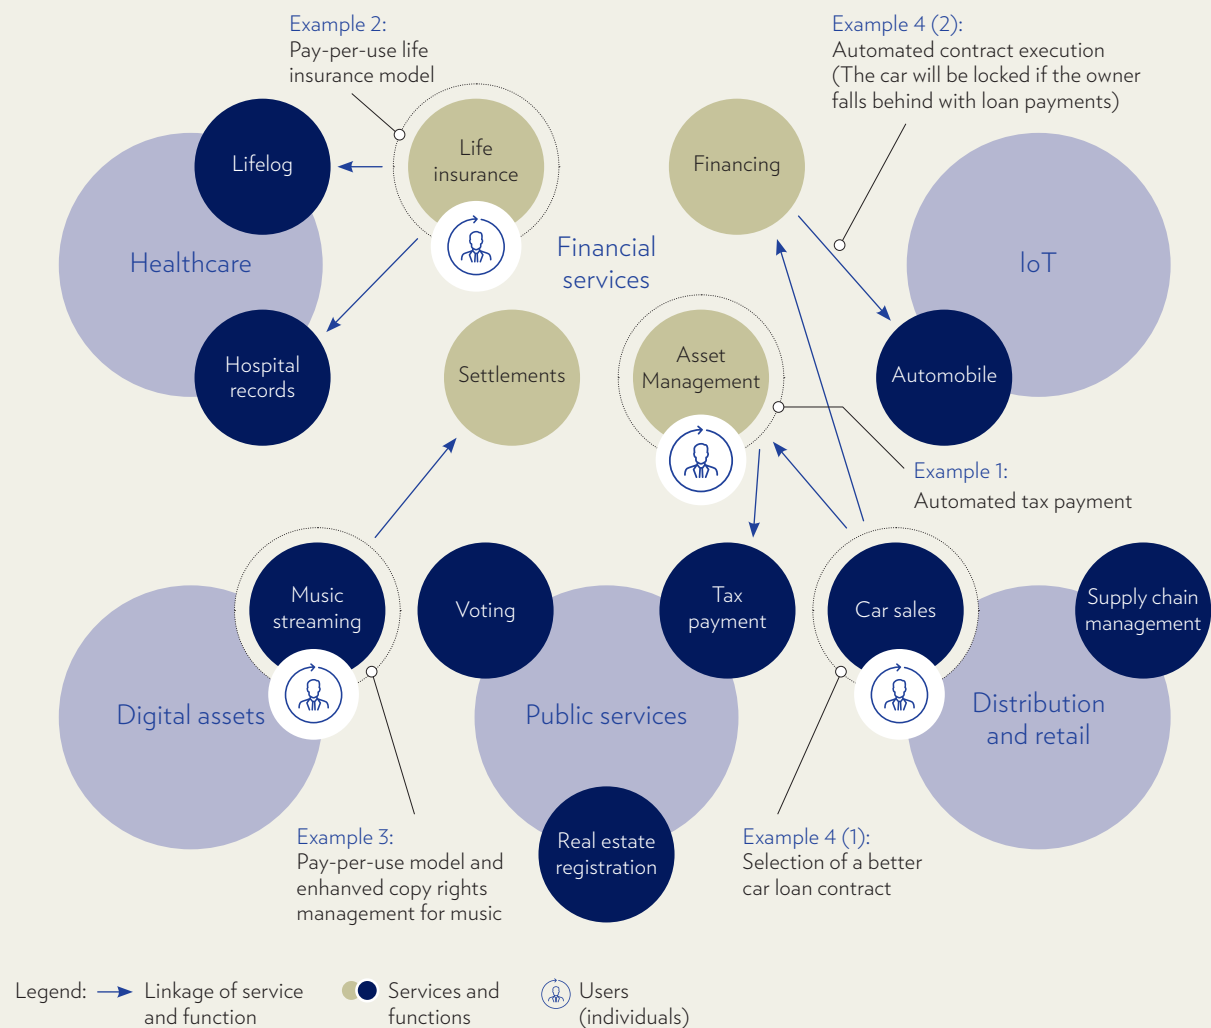 Example 2:
Pay-per-use life
insurance model
Example 4 (2):
Automated contract execution
(The car will be locked if the owner
falls behind with loan payments)
Lifelog
Life
insurance
Financing
Healthcare
Financial
services
IoT
Hospital
records
Settlements
Asset
Management
Automobile
Example 1:
Automated tax payment
Music
streaming
Voting
Tax
payment
Car sales
Supply chain
management
Digital assets
Public services
Distribution
and retail
Example 3:
Pay-per-use model and
enhanved copy rights
management for music
Real estate
registration
Example 4 (1):
Selection of a better
car loan contract
Legend:
Linkage of service
and function
Services and
functions
Users
(individuals)